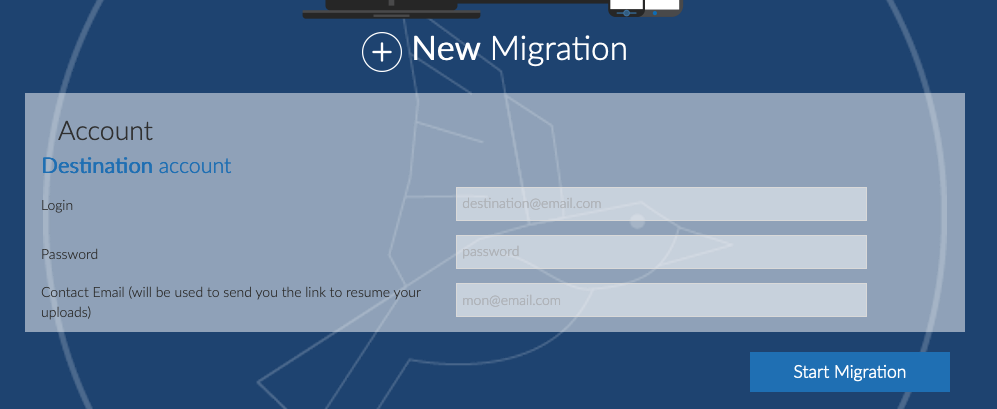 New Migration
Account
Destination account
Login
destination@email.com
Password
password
Contact Email (will be used to send you the link to resume your
uploads)
mon@email.com
Start Migration